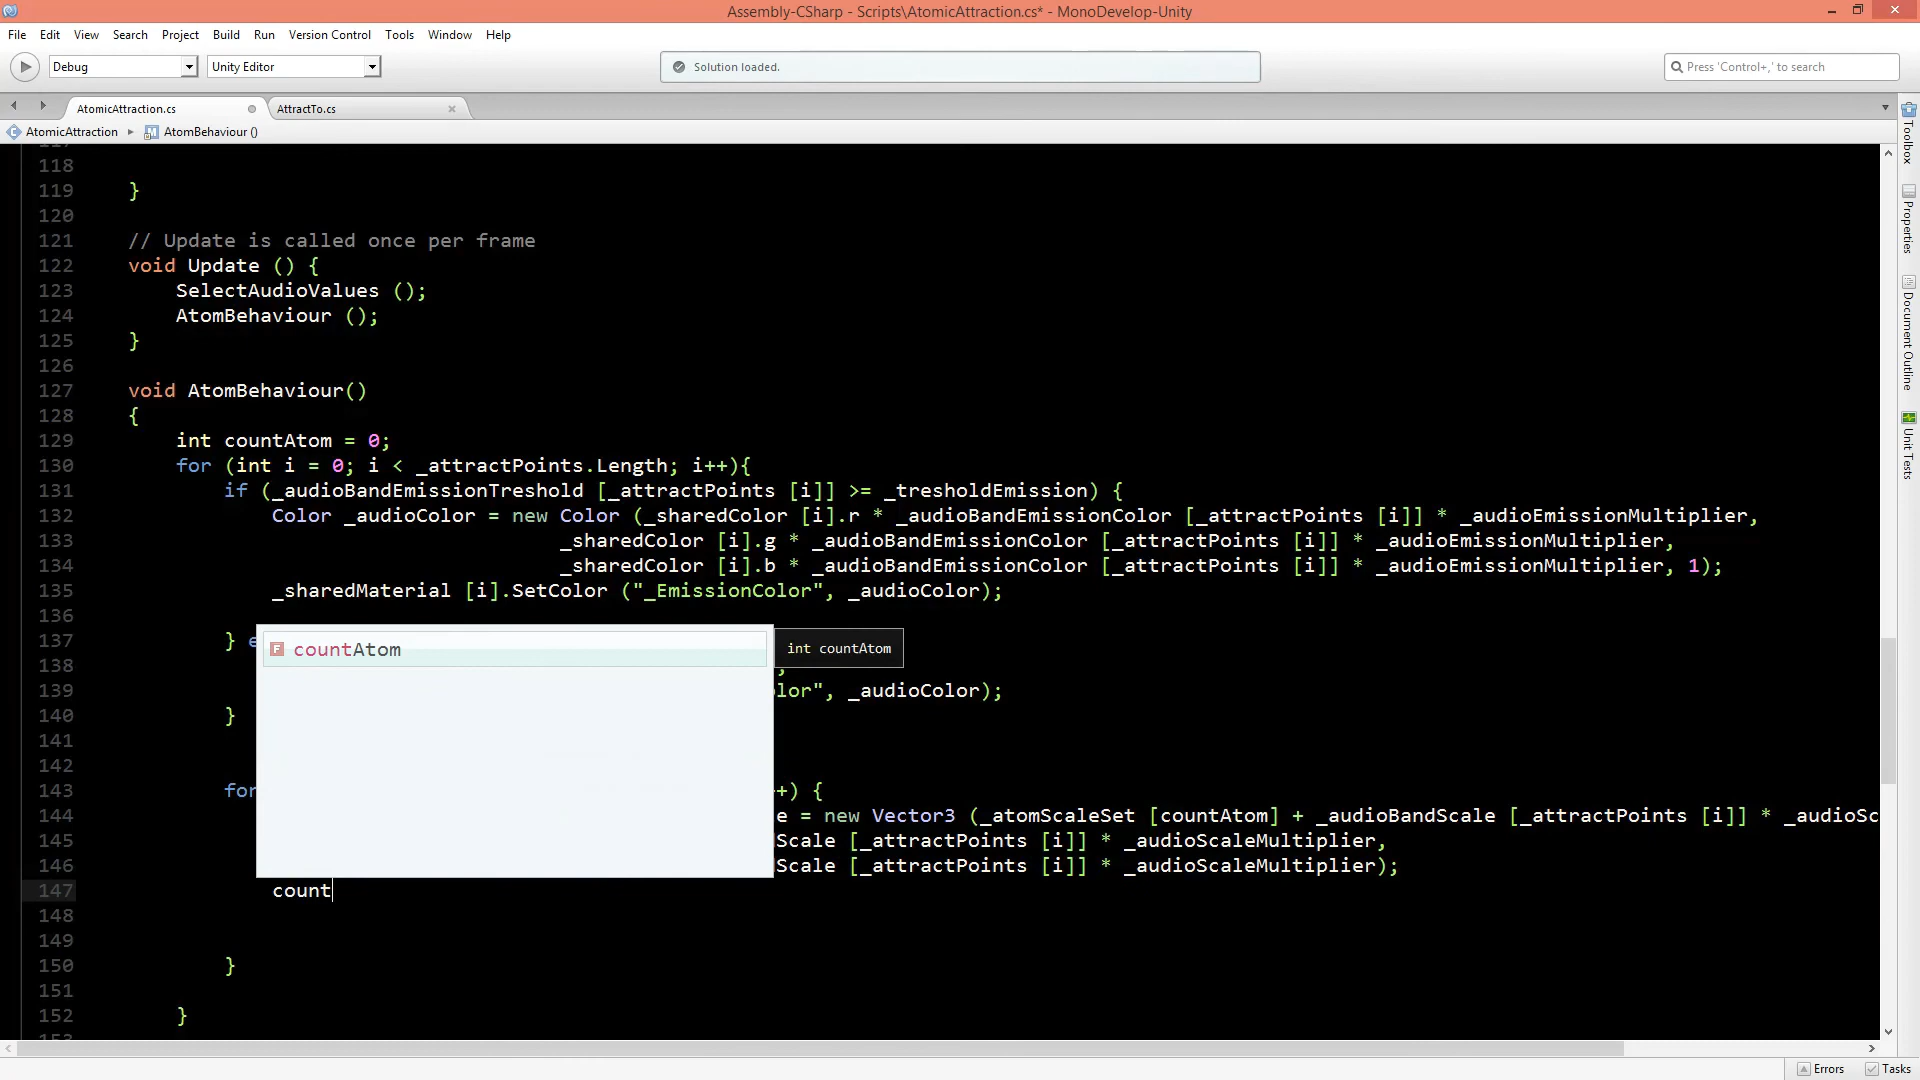 Assembly-CSharp - Scripts\AtomicAttraction.cs* - MonoDevelop-Unity
File Edit View Search Project Build Run Version Control Tools Window Help
Debug Unity Editor Solution loaded. Press 'Control+,' to search
AtomicAttraction.cs AttractTo.cs
AtomicAttraction AtomBehaviour ()
118
119 }
120
121 // Update is called once per frame
122 void Update () {
123 SelectAudioValues ();
124 AtomBehaviour ();
125 }
126
127 void AtomBehaviour()
128 {
129 int countAtom = 0;
130 for (int i = 0; i < _attractPoints.Length; i++){
131 if (_audioBandEmissionTreshold [_attractPoints [i]] >= _tresholdEmission) {
132 Color _audioColor = new Color (_sharedColor [i].r * _audioBandEmissionColor [_attractPoints [i]] * _audioEmissionMultiplier,
133 _sharedColor [i].g * _audioBandEmissionColor [_attractPoints [i]] * _audioEmissionMultiplier,
134 _sharedColor [i].b * _audioBandEmissionColor [_attractPoints [i]] * _audioEmissionMultiplier, 1);
135 _sharedMaterial [i].SetColor ("_EmissionColor", _audioColor);
136
137 } e
countAtom int countAtom
138 ;
139 lor", _audioColor);
140 }
141
142
143 for +) {
144 e = new Vector3 (_atomScaleSet [countAtom] + _audioBandScale [_attractPoints [i]] * _audioSc
145 Scale [_attractPoints [i]] * _audioScaleMultiplier,
146 Scale [_attractPoints [i]] * _audioScaleMultiplier);
147 count
148
149
150 }
151
152 }
Toolbox
Properties
Document Outline
Unit Tests
Errors Tasks